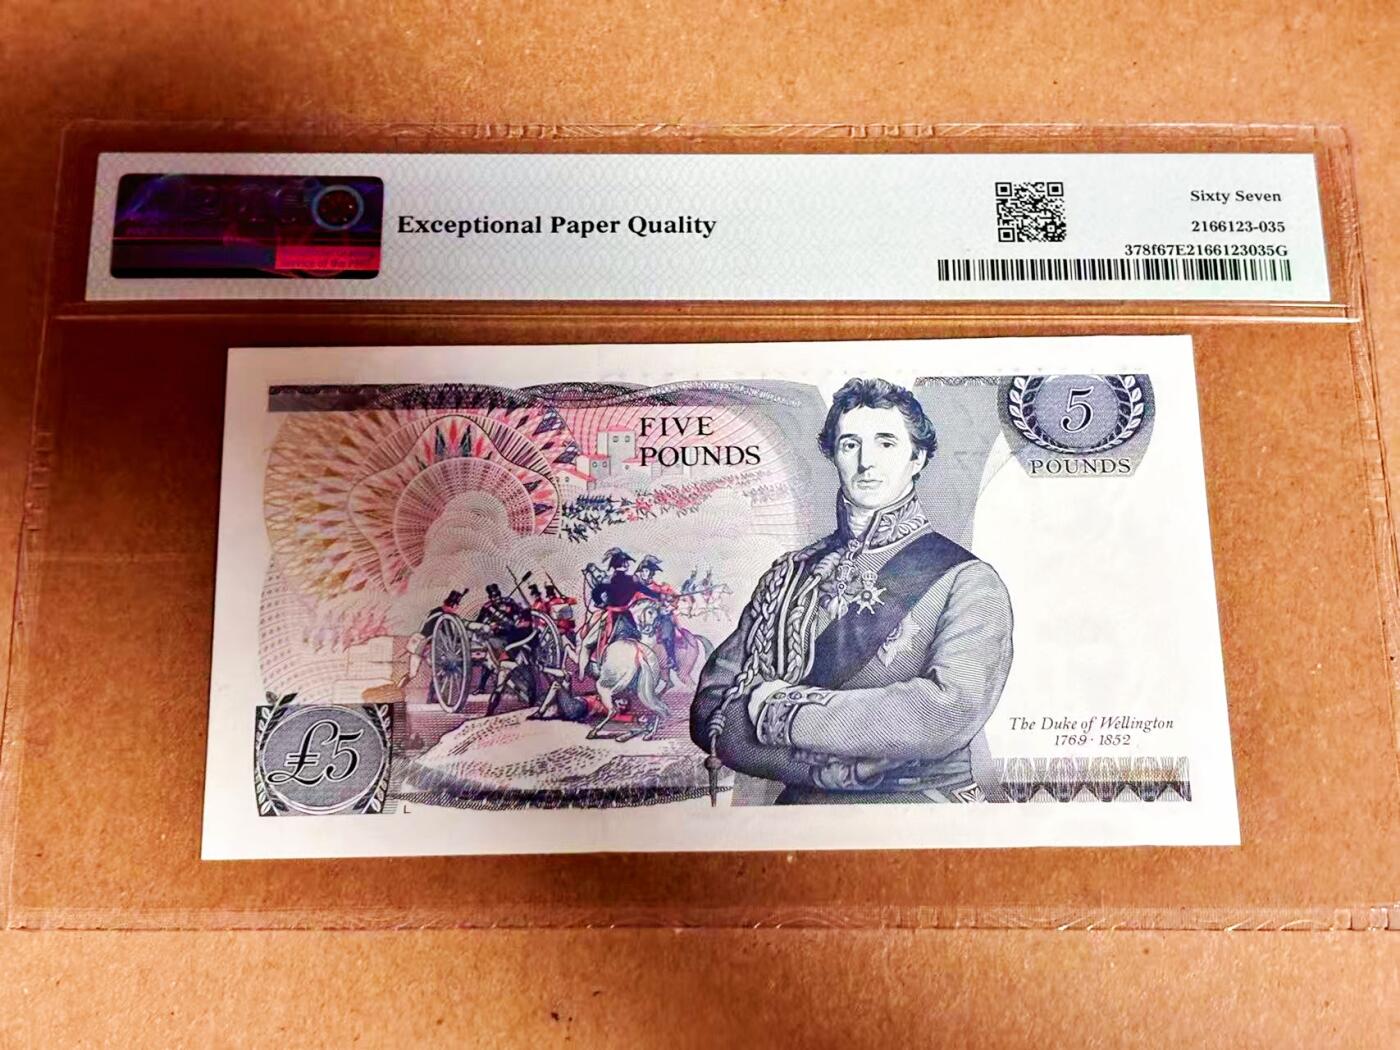 Exceptional Paper Quality
Sixty Seven
2166123-035
378f67E2166123035G
FIVE
POUNDS
5
POUNDS
The Duke of Wellington
1769 · 1852
£5
L